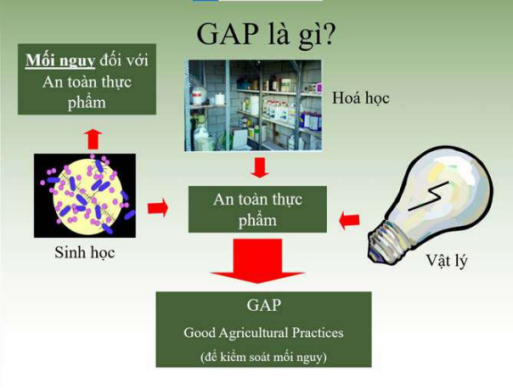 GAP là gì?
Mối nguy đối với
An toàn thực
phẩm
Hoá học
An toàn thực
phẩm
Sinh học
Vật lý
GAP
Good Agricultural Practices
(để kiểm soát mối nguy)